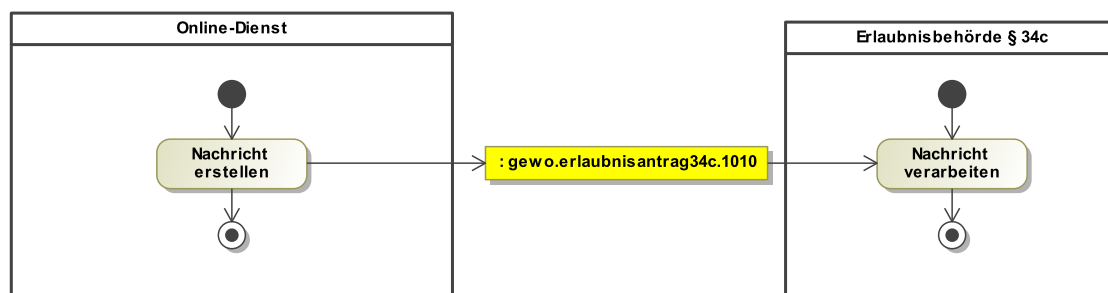 Online-Dienst
Erlaubnisbehörde § 34c
Nachricht
erstellen
: gewo.erlaubnisantrag34c.1010
Nachricht
verarbeiten